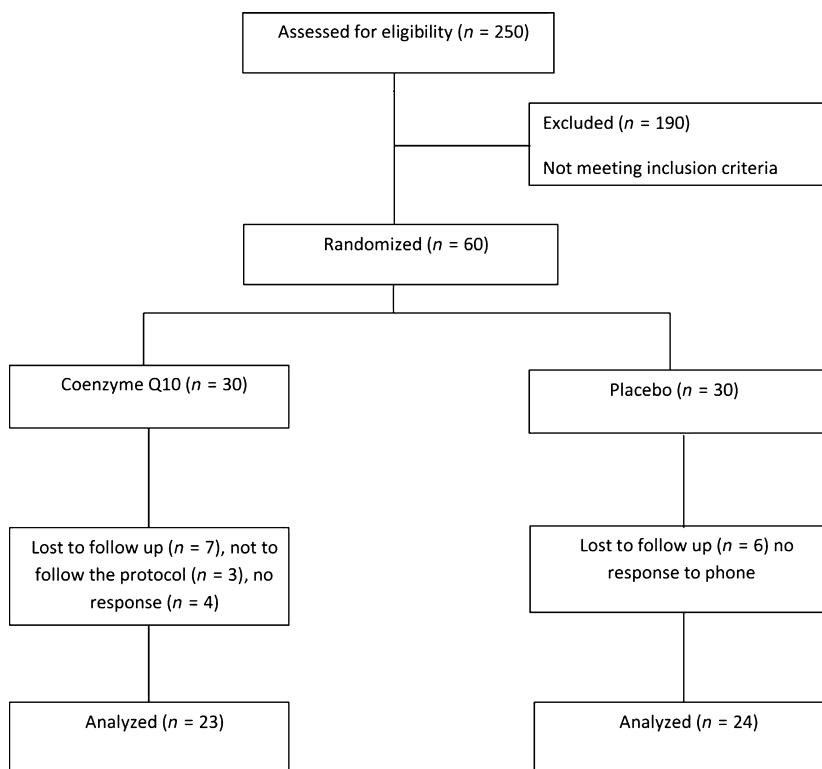 Assessed for eligibility (n = 250)
Excluded (n = 190)
Not meeting inclusion criteria
Randomized (n = 60)
Coenzyme Q10 (n = 30)
Placebo (n = 30)
Lost to follow up (n = 7), not to
follow the protocol (n = 3), no
response (n = 4)
Lost to follow up (n = 6) no
response to phone
Analyzed (n = 23)
Analyzed (n = 24)